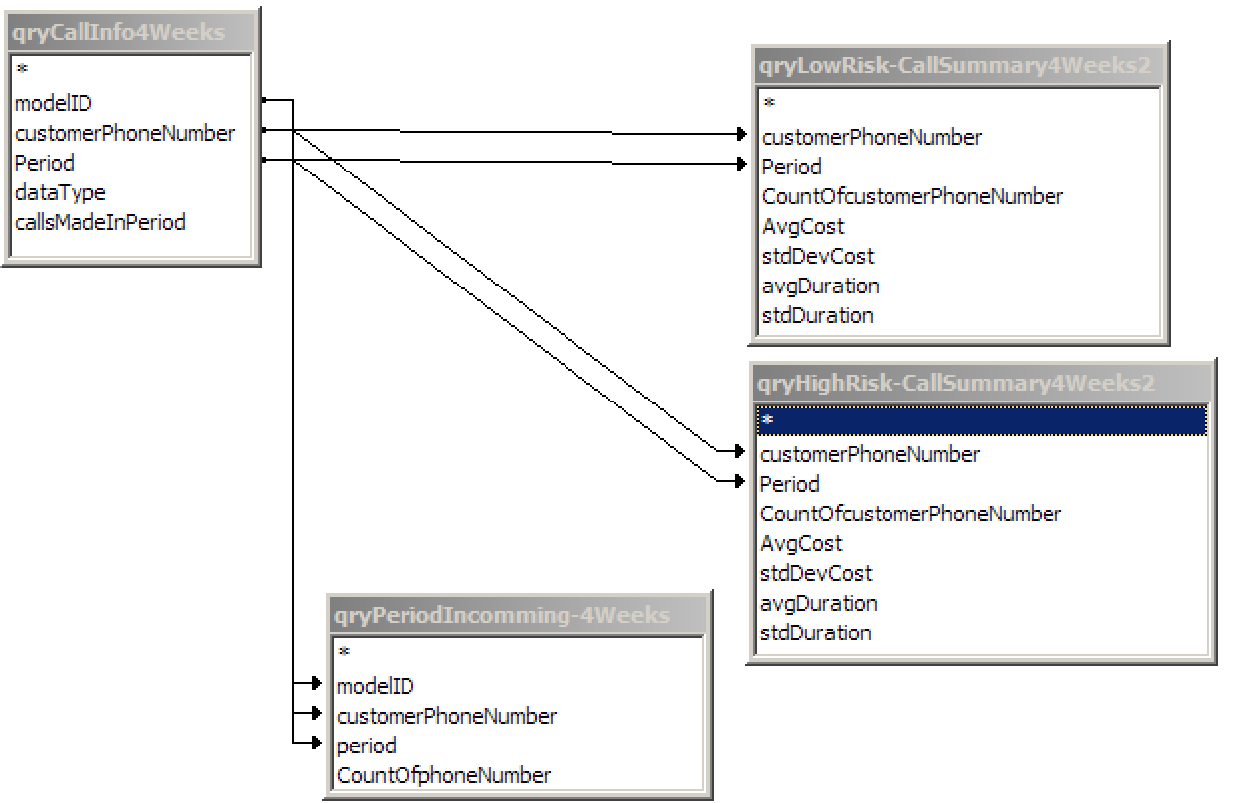 qryCallInfo4Weeks
*
modelID
customerPhoneNumber
Period
dataType
callsMadeInPeriod
qryLowRisk-CallSummary4Weeks2
*
customerPhoneNumber
Period
CountOfcustomerPhoneNumber
AvgCost
stdDevCost
avgDuration
stdDuration
qryHighRisk-CallSummary4Weeks2
*
customerPhoneNumber
Period
CountOfcustomerPhoneNumber
AvgCost
stdDevCost
avgDuration
stdDuration
qryPeriodIncomming-4Weeks
*
modelID
customerPhoneNumber
period
CountOfphoneNumber